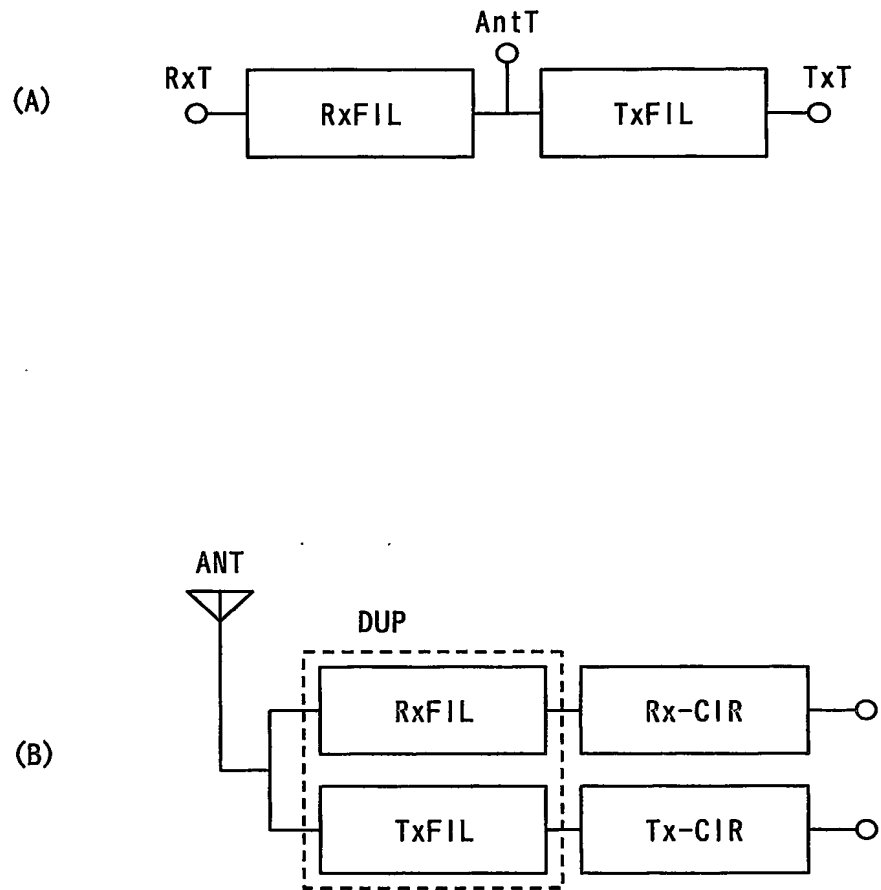 AntT
RxT
TxT
(A)
RxFIL
TxFIL
ANT
DUP
RxFIL
Rx-CIR
(B)
TxFIL
Tx-CIR